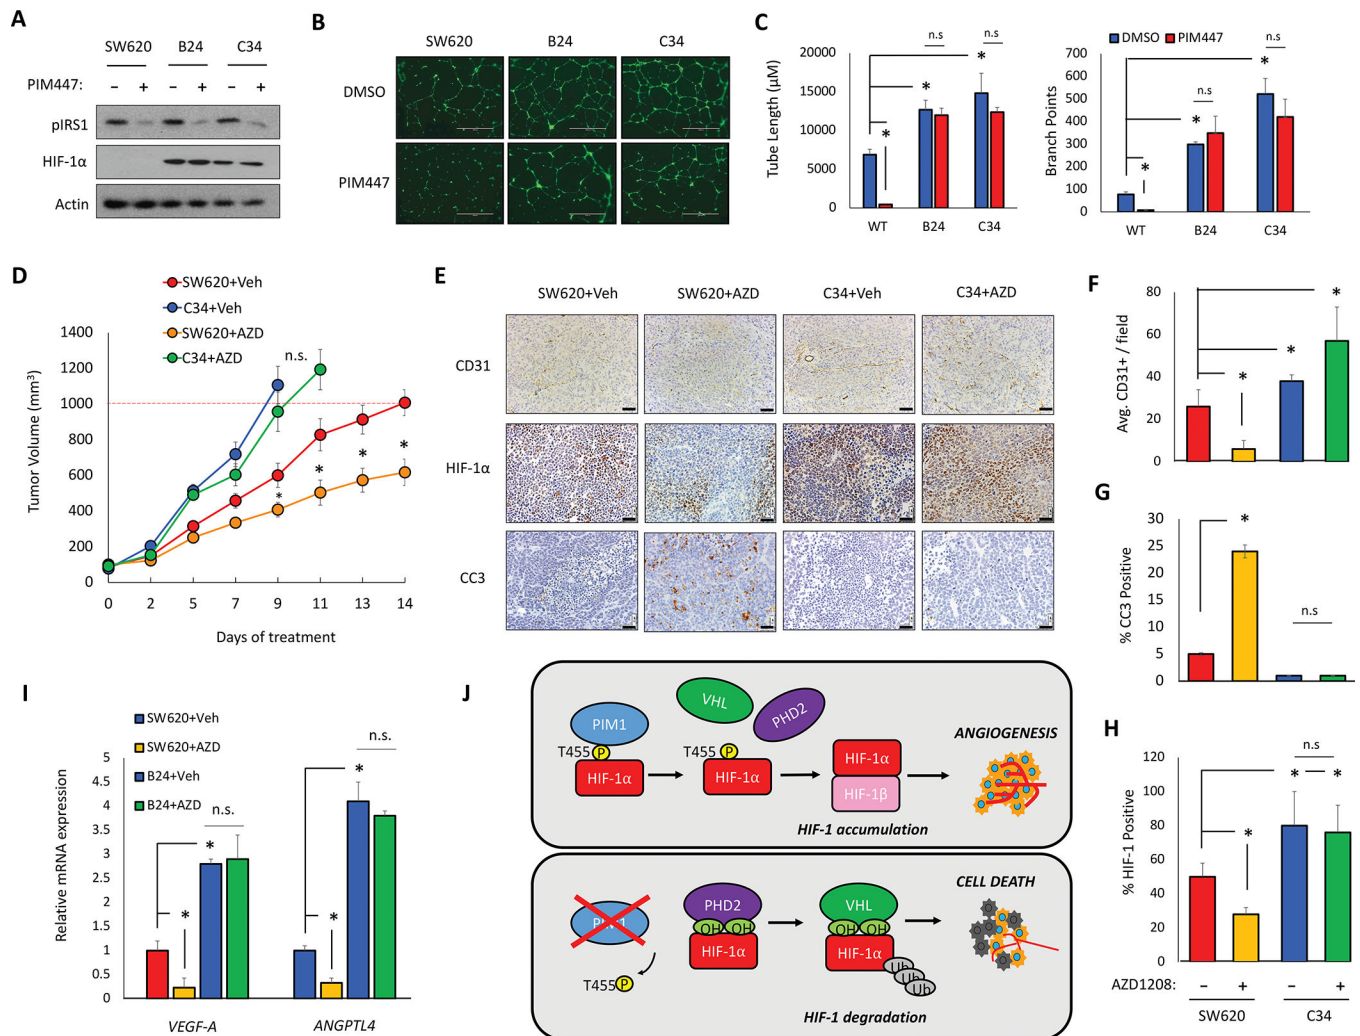 A
SW620 B24 C34
PIM447: – + – + – +
pIRS1
HIF-1α
Actin
B
SW620 B24 C34
DMSO
PIM447
C
n.s n.s
20000
15000
10000
5000
0
Tube Length (µM)
* * *
WT B24 C34
DMSO PIM447
n.s
n.s
700
600
500
400
300
200
100
0
Branch Points
* * *
WT B24 C34
D
SW620+Veh
C34+Veh
SW620+AZD
C34+AZD
n.s.
1400
1200
1000
800
600
400
200
0
Tumor Volume (mm³)
* * * *
0 2 5 7 9 11 13 14
Days of treatment
E
SW620+Veh SW620+AZD C34+Veh C34+AZD
CD31
HIF-1α
CC3
F
80
60
40
20
0
Avg. CD31+ / field
* * *
G
30
25
20
15
10
5
0
% CC3 Positive
*
n.s
H
120
100
80
60
40
20
0
% HIF-1 Positive
n.s
* * *
AZD1208: – + – +
SW620 C34
I
SW620+Veh
SW620+AZD
B24+Veh
B24+AZD
n.s.
n.s.
5
4.5
4
3.5
3
2.5
2
1.5
1
0.5
0
Relative mRNA expression
* * * *
VEGF-A ANGPTL4
J
PIM1
T455 P
HIF-1α
VHL
PHD2
T455 P
HIF-1α
HIF-1α
HIF-1β
ANGIOGENESIS
HIF-1 accumulation
PIM1
T455 P
PHD2
OH OH
HIF-1α
VHL
OH OH
HIF-1α
Ub
Ub
Ub
CELL DEATH
HIF-1 degradation